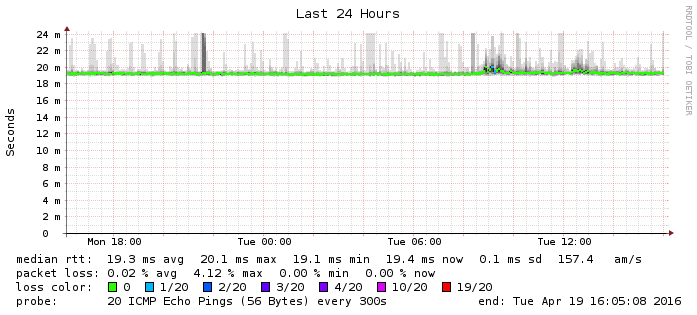 Last 24 Hours
RRDTOOL / TOBI OETIKER
Seconds
24 m
22 m
20 m
18 m
16 m
14 m
12 m
10 m
8 m
6 m
4 m
2 m
0
Mon 18:00 Tue 00:00 Tue 06:00 Tue 12:00
median rtt: 19.3 ms avg 20.1 ms max 19.1 ms min 19.4 ms now 0.1 ms sd 157.4 am/s
packet loss: 0.02 % avg 4.12 % max 0.00 % min 0.00 % now
loss color: 0 1/20 2/20 3/20 4/20 10/20 19/20
probe: 20 ICMP Echo Pings (56 Bytes) every 300s end: Tue Apr 19 16:05:08 2016